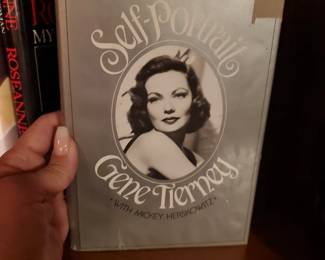 ROSEANNE
MY
Self-Portrait
Gene Tierney
• WITH MICKEY HERSKOWITZ •